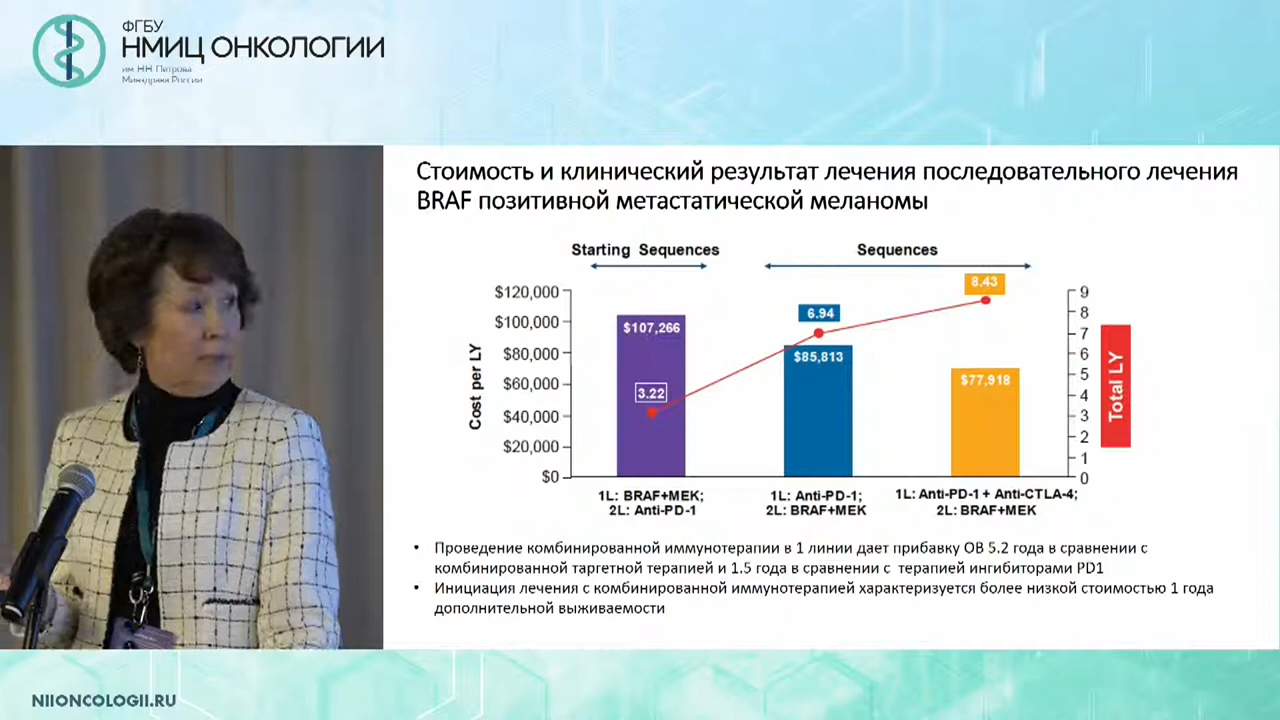 ФГБУ
НМИЦ ОНКОЛОГИИ
им. Н.Н. Петрова
Минздрава России
Стоимость и клинический результат лечения последовательного лечения
BRAF позитивной метастатической меланомы
Starting Sequences
Sequences
Cost per LY
$120,000
$100,000
$80,000
$60,000
$40,000
$20,000
$0
$107,266
3.22
6.94
$85,813
8.43
$77,918
9
8
7
6
5
4
3
2
1
0
Total LY
1L: BRAF+MEK;
2L: Anti-PD-1
1L: Anti-PD-1;
2L: BRAF+MEK
1L: Anti-PD-1 + Anti-CTLA-4;
2L: BRAF+MEK
• Проведение комбинированной иммунотерапии в 1 линии дает прибавку ОВ 5.2 года в сравнении с
комбинированной таргетной терапией и 1.5 года в сравнении с терапией ингибиторами PD1
• Инициация лечения с комбинированной иммунотерапией характеризуется более низкой стоимостью 1 года
дополнительной выживаемости
NIIONCOLOGII.RU